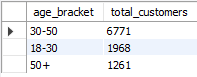 age_bracket total_customers
30-50 6771
18-30 1968
50+ 1261